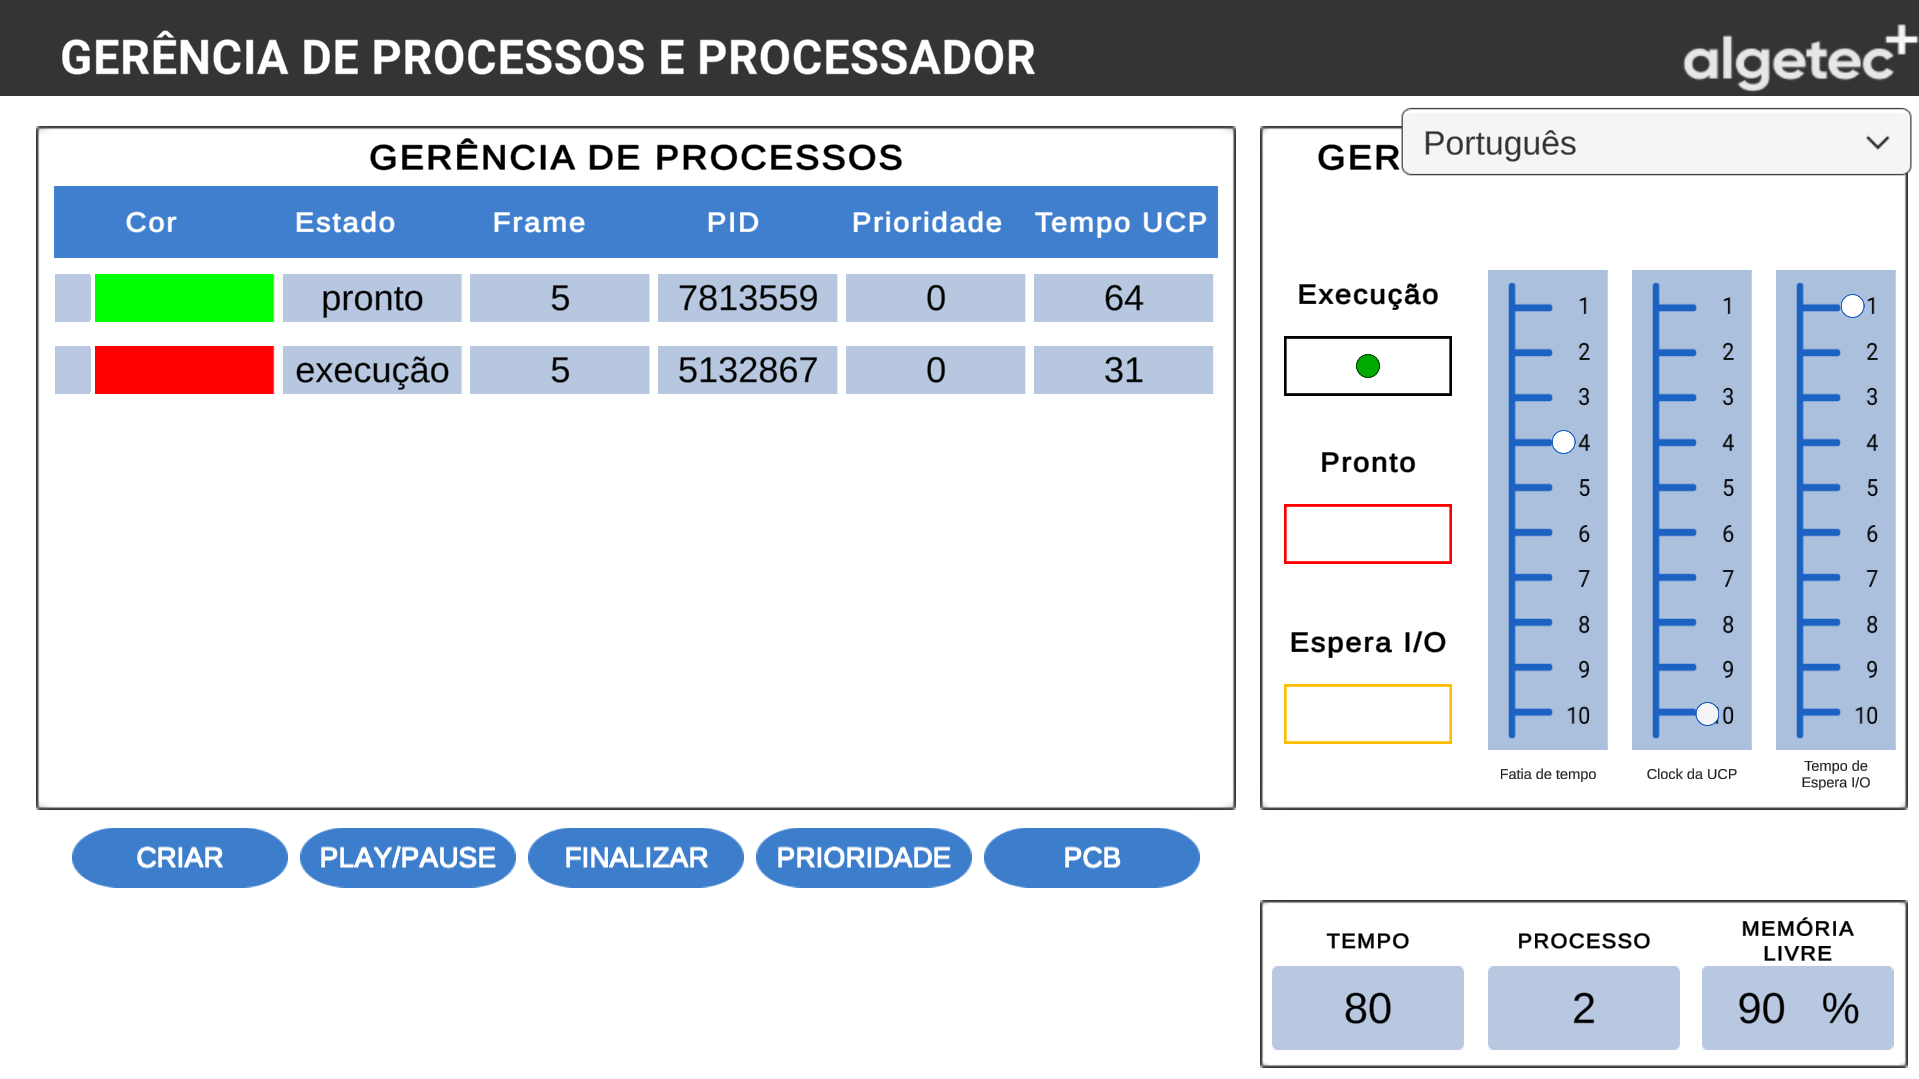 GERÊNCIA DE PROCESSOS E PROCESSADOR
algetec+
Português
GERÊNCIA DE PROCESSOS
GER
Cor Estado Frame PID Prioridade Tempo UCP
pronto 5 7813559 0 64
execução 5 5132867 0 31
Execução
Pronto
Espera I/O
1
2
3
4
5
6
7
8
9
10
Fatia de tempo
1
2
3
4
5
6
7
8
9
0
Clock da UCP
1
2
3
4
5
6
7
8
9
10
Tempo de
Espera I/O
CRIAR PLAY/PAUSE FINALIZAR PRIORIDADE PCB
TEMPO
80
PROCESSO
2
MEMÓRIA
LIVRE
90 %